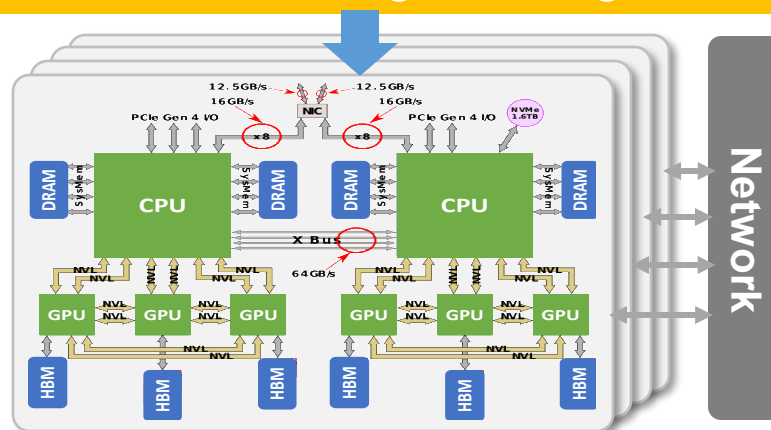 12.5GB/s
12.5GB/s
16GB/s
16GB/s
NIC
NVMe
1.6TB
PCIe Gen 4 I/O
PCIe Gen 4 I/O
x8
x8
DRAM
SysMem
CPU
SysMem
DRAM
DRAM
SysMem
CPU
SysMem
DRAM
X Bus
64GB/s
NVL
NVL
NVL
NVL
NVL
NVL
NVL
NVL
NVL
NVL
NVL
NVL
GPU
NVL
NVL
GPU
NVL
NVL
GPU
GPU
NVL
NVL
GPU
NVL
NVL
GPU
NVL
NVL
NVL
NVL
HBM
HBM
HBM
HBM
HBM
HBM
Network